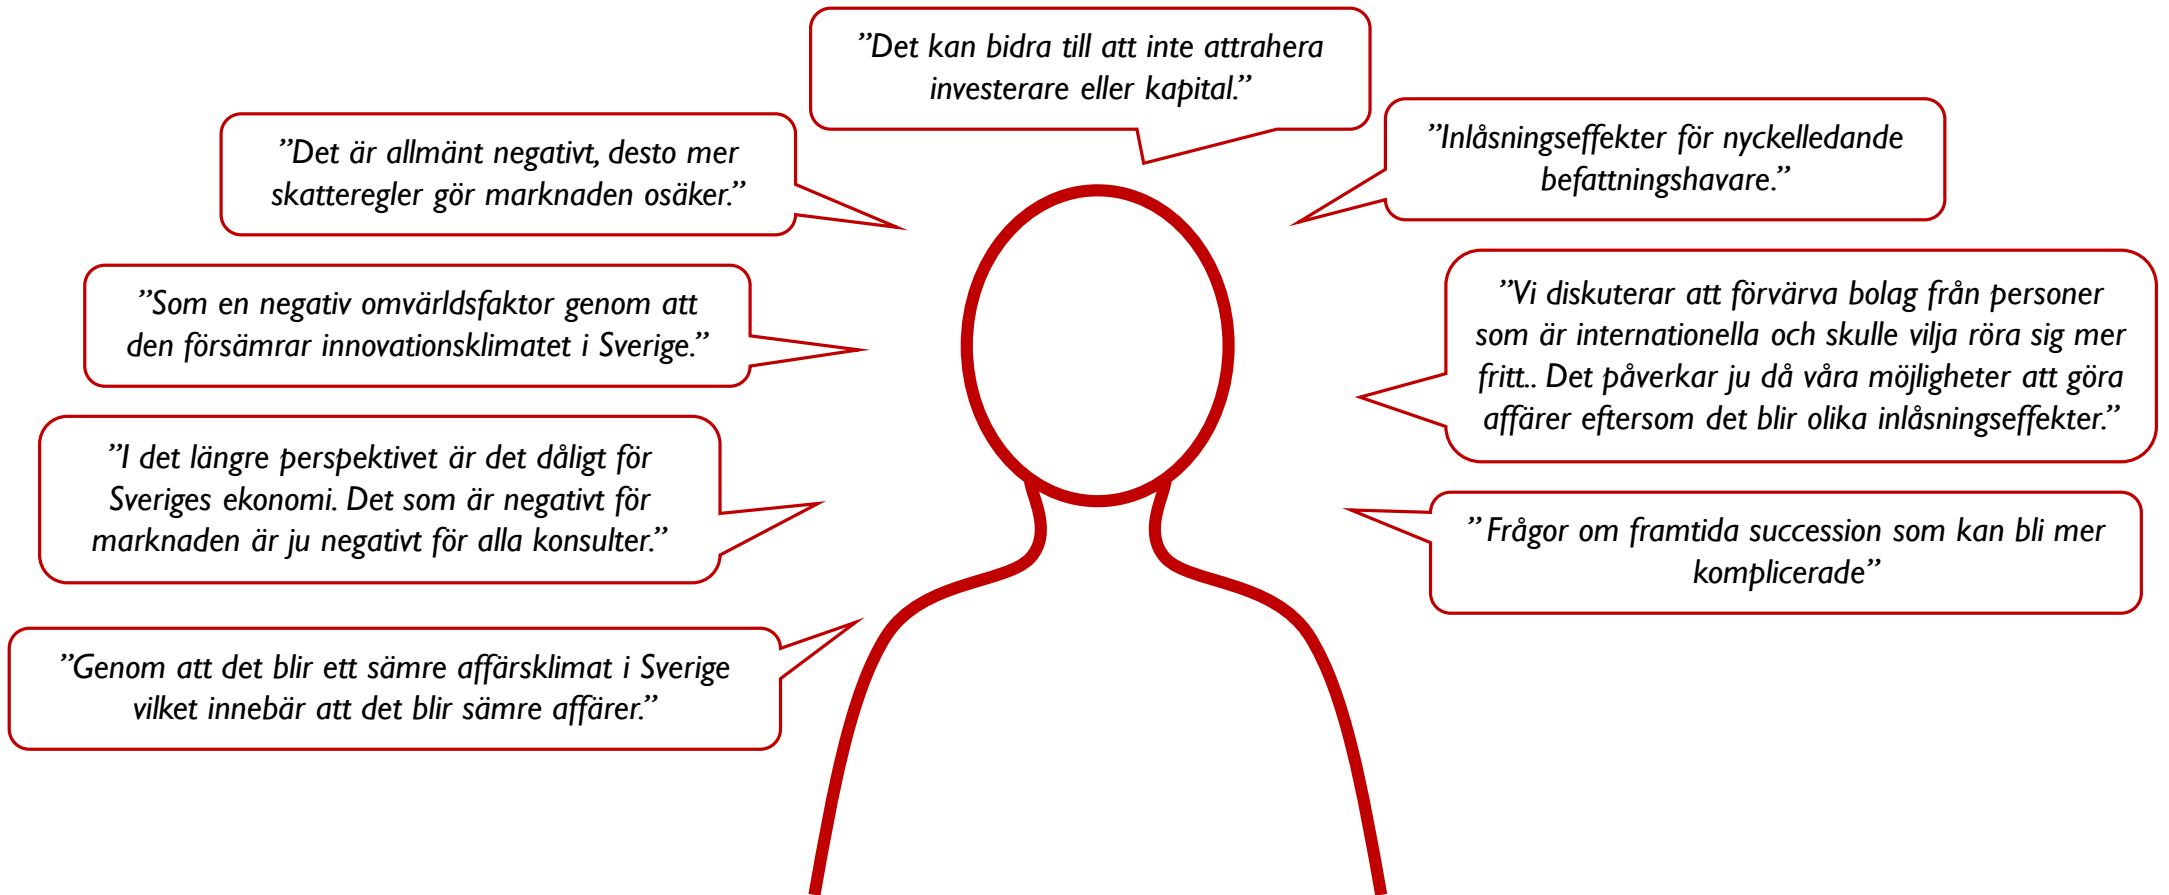 ”Det kan bidra till att inte attrahera
investerare eller kapital.”
”Det är allmänt negativt, desto mer
skatteregler gör marknaden osäker.”
”Inlåsningseffekter för nyckelledande
befattningshavare.”
”Som en negativ omvärldsfaktor genom att
den försämrar innovationsklimatet i Sverige.”
”Vi diskuterar att förvärva bolag från personer
som är internationella och skulle vilja röra sig mer
fritt.. Det påverkar ju då våra möjligheter att göra
affärer eftersom det blir olika inlåsningseffekter.”
”I det längre perspektivet är det dåligt för
Sveriges ekonomi. Det som är negativt för
marknaden är ju negativt för alla konsulter.”
” Frågor om framtida succession som kan bli mer
komplicerade”
”Genom att det blir ett sämre affärsklimat i Sverige
vilket innebär att det blir sämre affärer.”